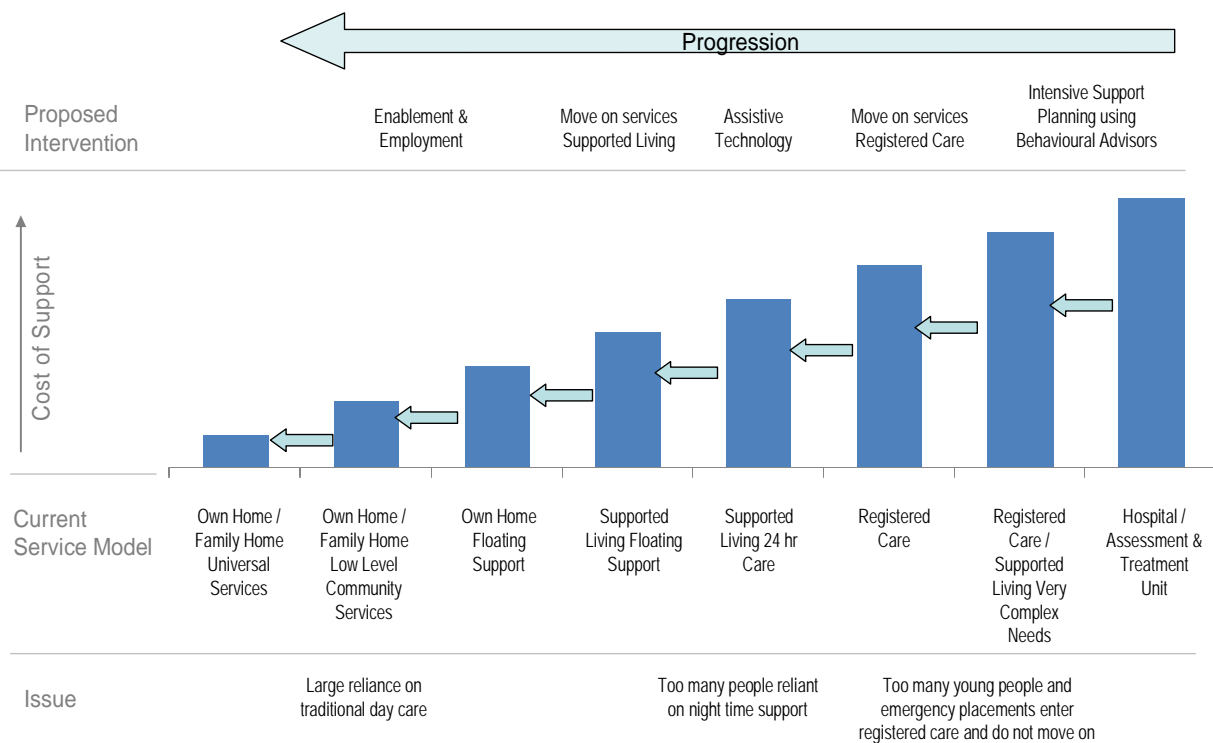 Progression
Proposed
Intervention
Enablement &
Employment
Move on services
Supported Living
Assistive
Technology
Move on services
Registered Care
Intensive Support
Planning using
Behavioural Advisors
Cost of Support
Current
Service Model
Own Home /
Family Home
Universal
Services
Own Home /
Family Home
Low Level
Community
Services
Own Home
Floating
Support
Supported
Living Floating
Support
Supported
Living 24 hr
Care
Registered
Care
Registered
Care /
Supported
Living Very
Complex
Needs
Hospital /
Assessment &
Treatment
Unit
Issue
Large reliance on
traditional day care
Too many people reliant
on night time support
Too many young people and
emergency placements enter
registered care and do not move on